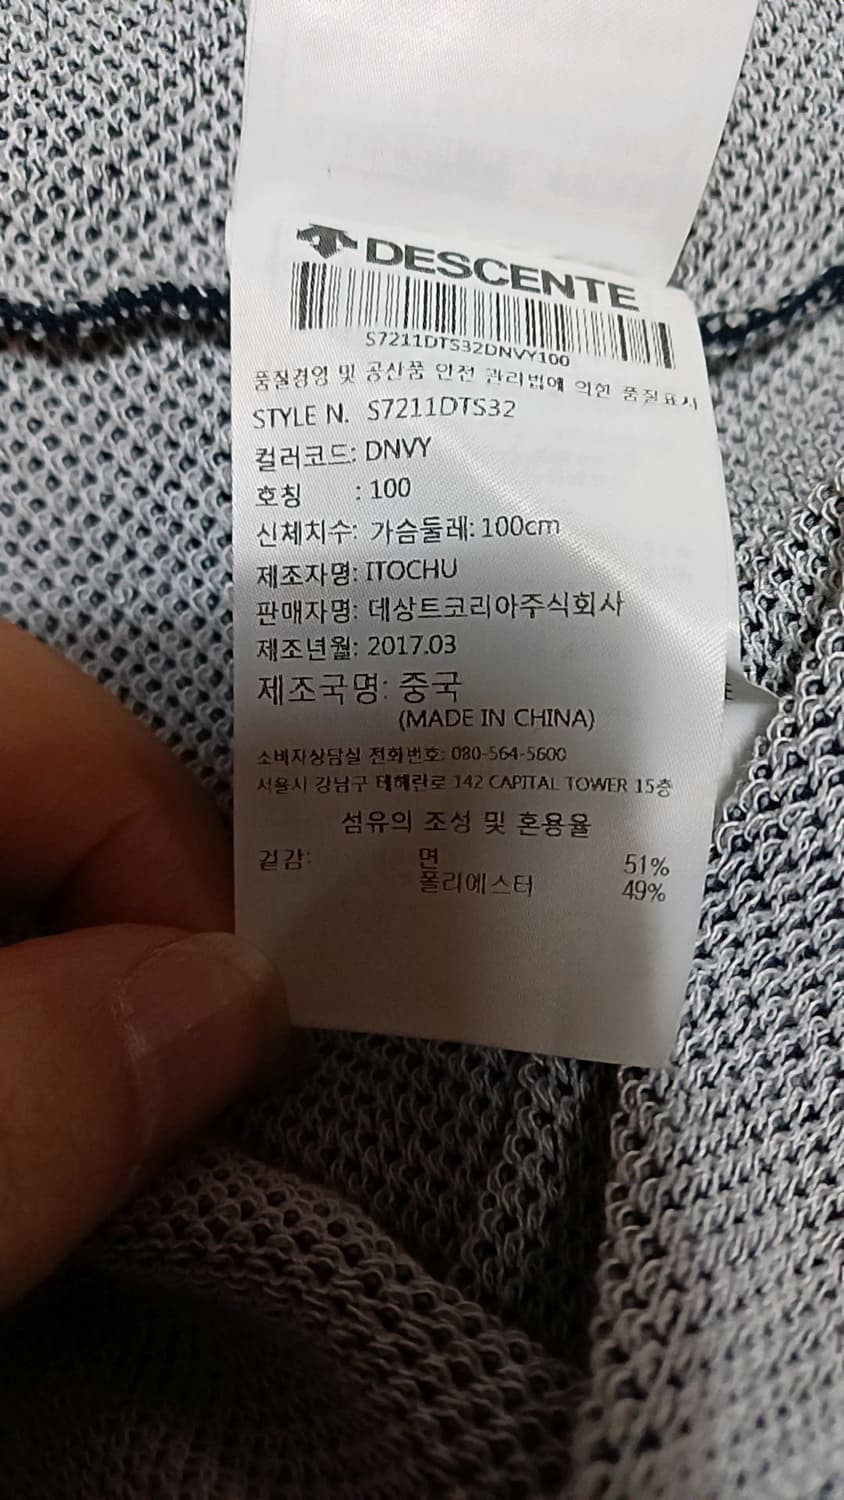 DESCENTE
S7211DTS32DNVY100
품질경영 및 공산품 안전 관리법에 의한 품질표시
STYLE N. S7211DTS32
컬러코드: DNVY
호칭 : 100
신체치수: 가슴둘레: 100cm
제조자명: ITOCHU
판매자명: 데상트코리아주식회사
제조년월: 2017.03
제조국명: 중국
(MADE IN CHINA)
소비자상담실 전화번호: 080-564-5600
서울시 강남구 테헤란로 142 CAPITAL TOWER 15층
섬유의 조성 및 혼용율
겉감: 면 51%
폴리에스터 49%